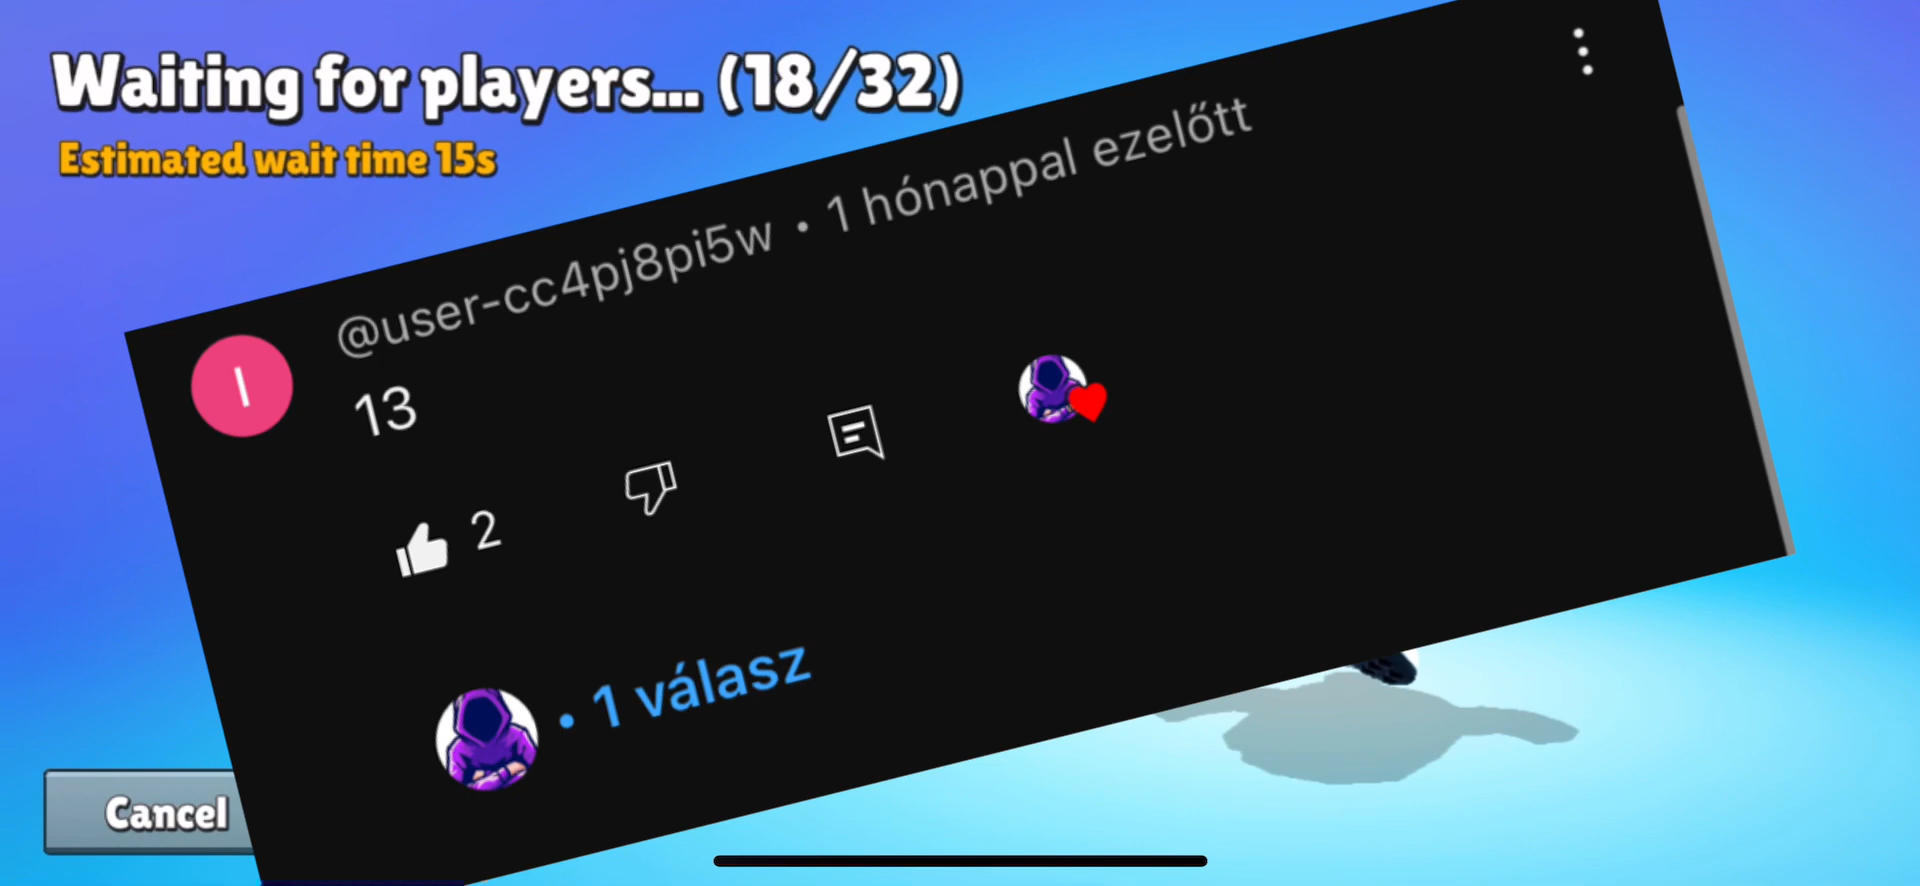 Waiting for players... (18/32)
Estimated wait time 15s
@user-cc4pj8pi5w • 1 hónappal ezelőtt
I
13
2
• 1 válasz
Cancel